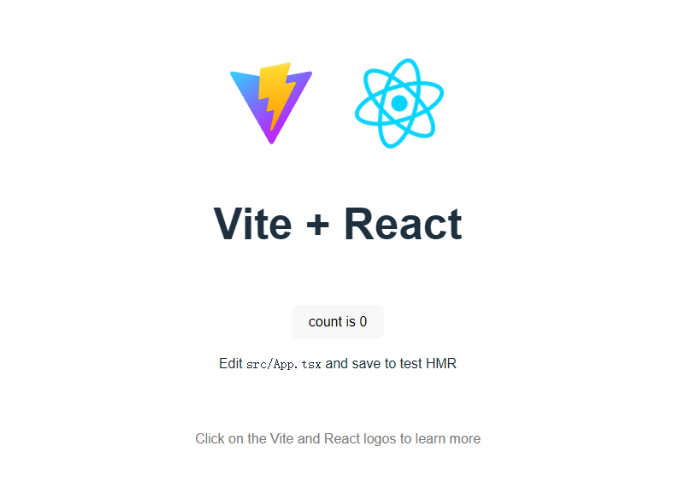 Vite + React
count is 0
Edit src/App.tsx and save to test HMR
Click on the Vite and React logos to learn more